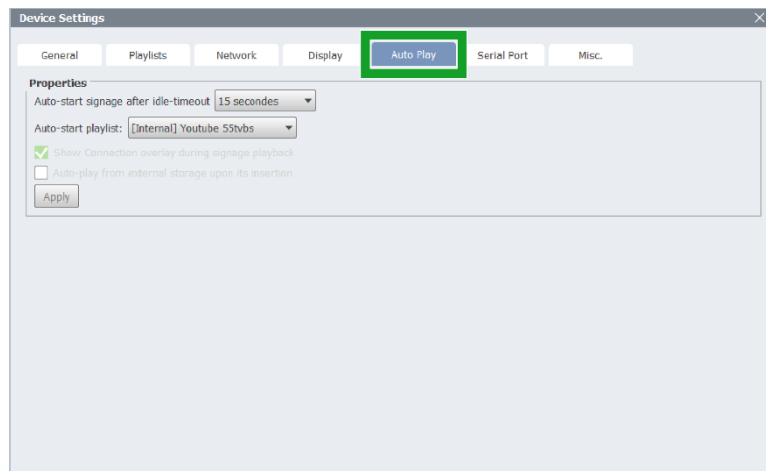 Device Settings
General Playlists Network Display Auto Play Serial Port Misc.
Properties
Auto-start signage after idle-timeout 15 secondes
Auto-start playlist: [Internal] Youtube 55tvbs
Show Connection overlay during signage playback
Auto-play from external storage upon its insertion
Apply